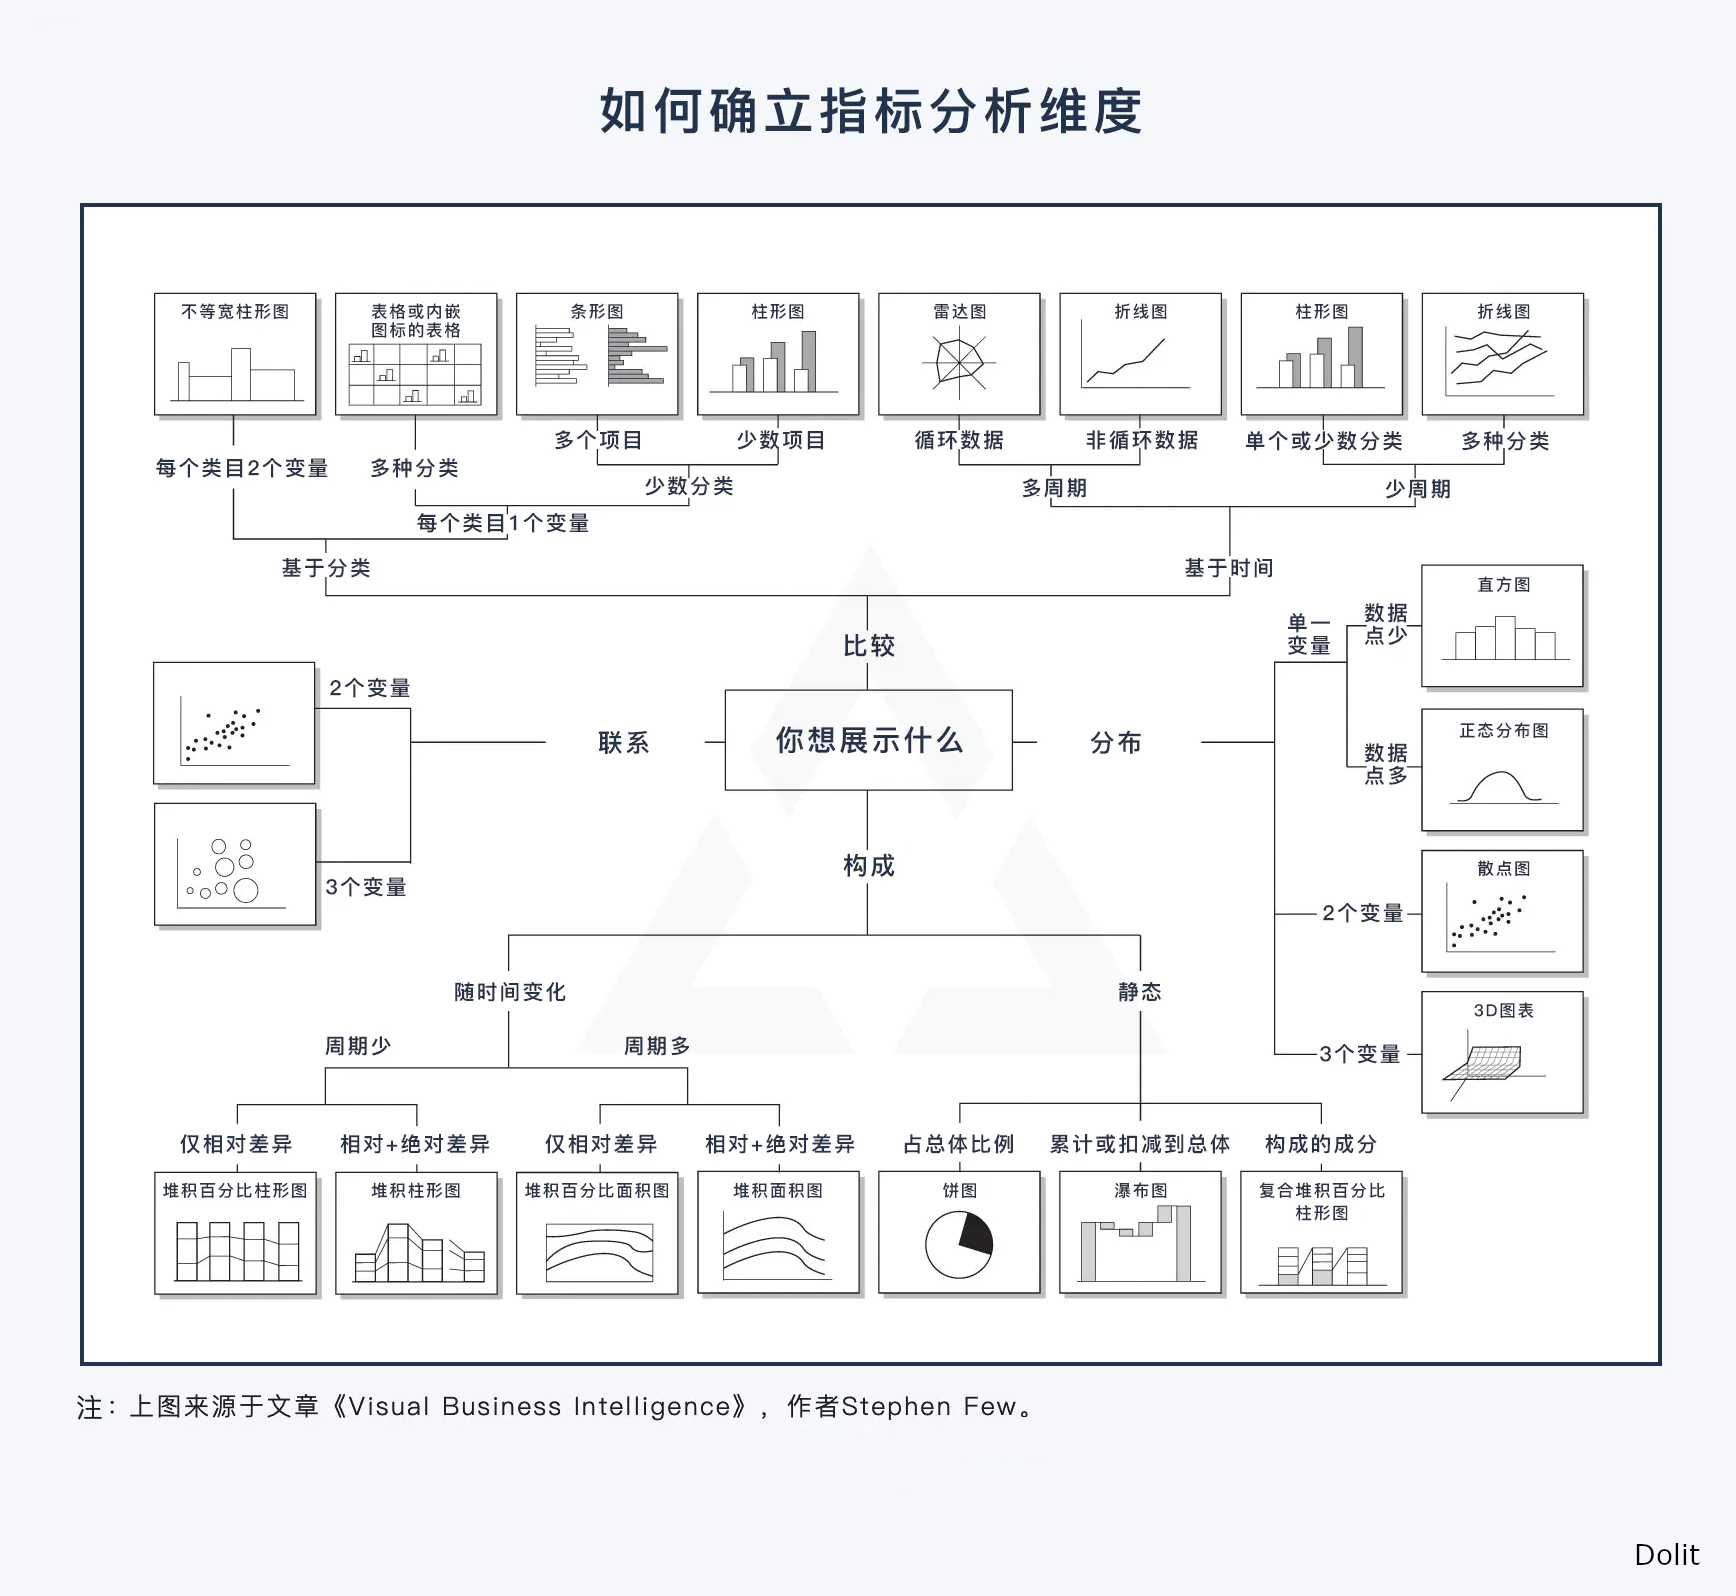 如何确立指标分析维度
不等宽柱形图
表格或内嵌
图标的表格
条形图
柱形图
雷达图
折线图
柱形图
折线图
每个类目2个变量
多种分类
多个项目
少数项目
循环数据
非循环数据
单个或少数分类
多种分类
少数分类
多周期
少周期
每个类目1个变量
基于分类
基于时间
比较
你想展示什么
联系
2个变量
3个变量
分布
单一
变量
数据
点少
直方图
数据
点多
正态分布图
2个变量
散点图
3个变量
3D图表
构成
随时间变化
静态
周期少
周期多
仅相对差异
相对+绝对差异
仅相对差异
相对+绝对差异
占总体比例
累计或扣减到总体
构成的成分
堆积百分比柱形图
堆积柱形图
堆积百分比面积图
堆积面积图
饼图
瀑布图
复合堆积百分比
柱形图
注：上图来源于文章《Visual Business Intelligence》，作者Stephen Few。
Dolit